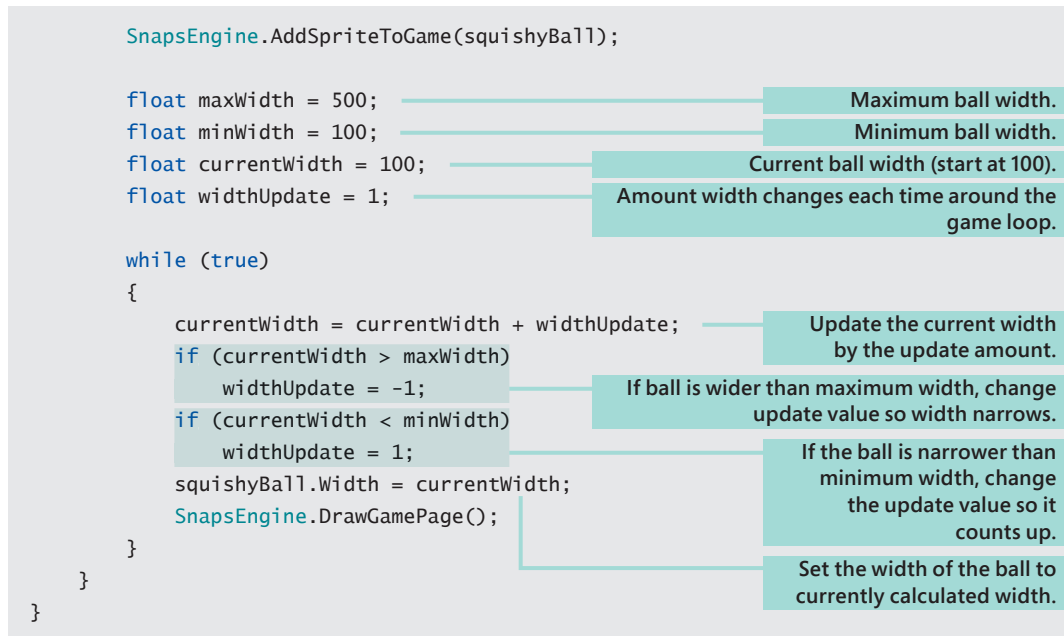 SnapsEngine.AddSpriteToGame(squishyBall);
float maxWidth = 500;
Maximum ball width.
float minWidth = 100;
Minimum ball width.
float currentWidth = 100;
Current ball width (start at 100).
float widthUpdate = 1;
Amount width changes each time around the
game loop.
while (true)
{
currentWidth = currentWidth + widthUpdate;
Update the current width
by the update amount.
if (currentWidth > maxWidth)
widthUpdate = -1;
If ball is wider than maximum width, change
update value so width narrows.
if (currentWidth < minWidth)
widthUpdate = 1;
If the ball is narrower than
minimum width, change
the update value so it
counts up.
squishyBall.Width = currentWidth;
Set the width of the ball to
currently calculated width.
SnapsEngine.DrawGamePage();
}
}
}